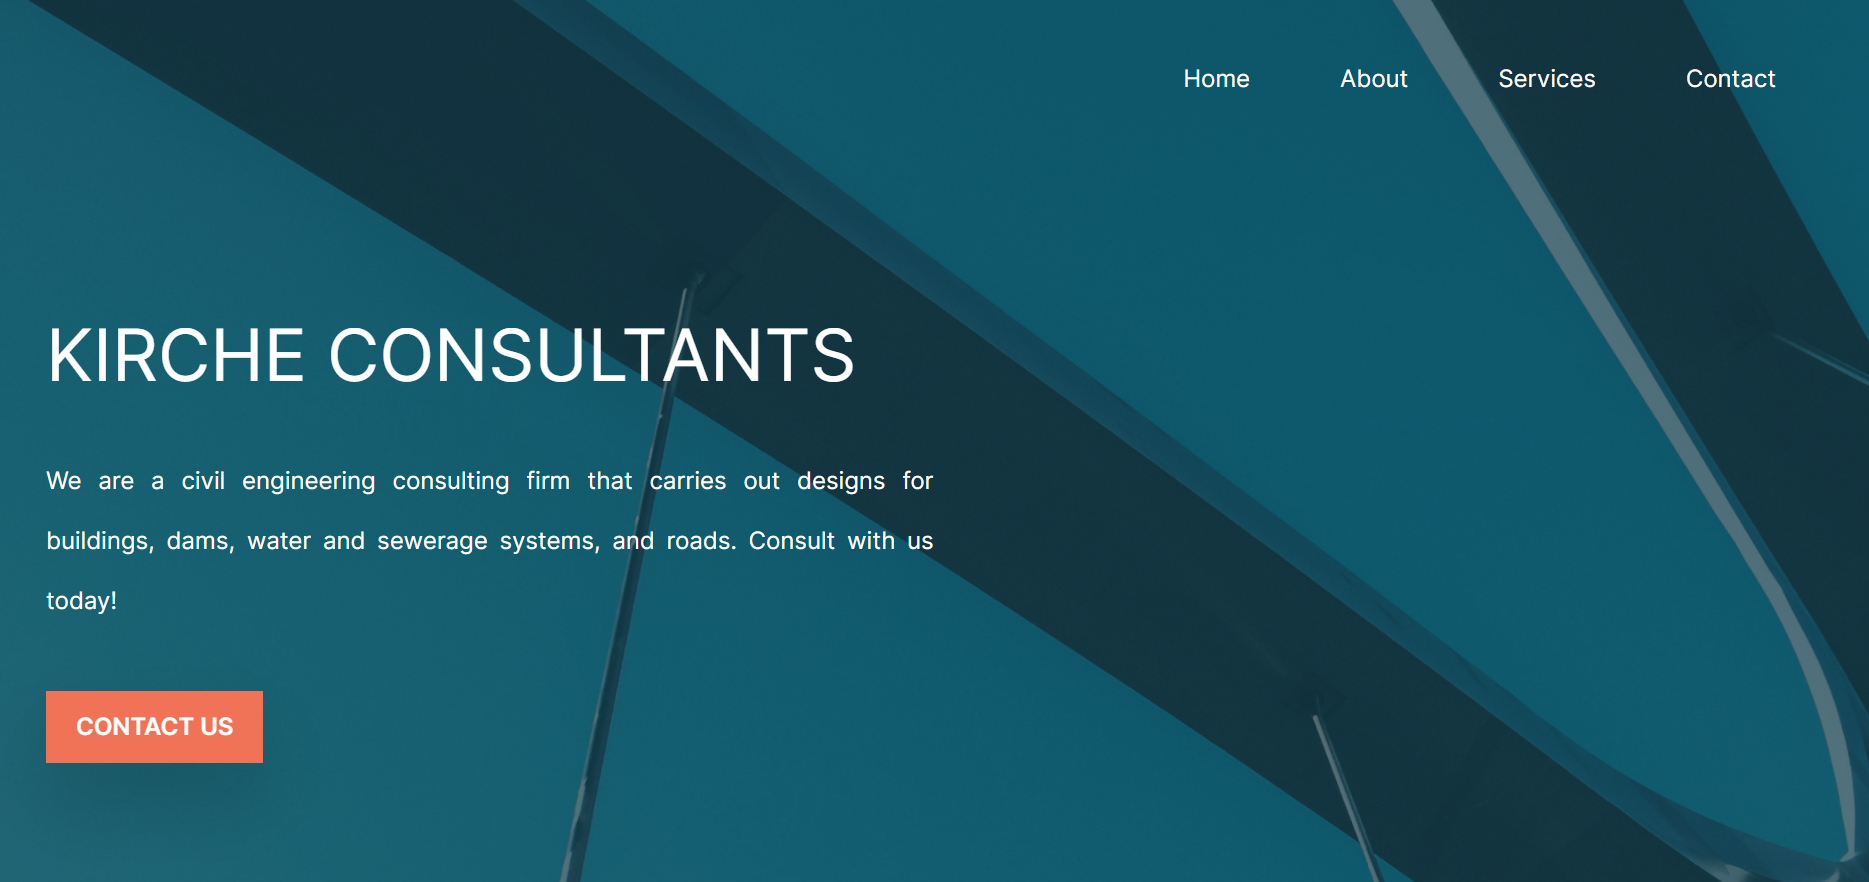 Home About Services Contact
KIRCHE CONSULTANTS
We are a civil engineering consulting firm that carries out designs for
buildings, dams, water and sewerage systems, and roads. Consult with us
today!
CONTACT US